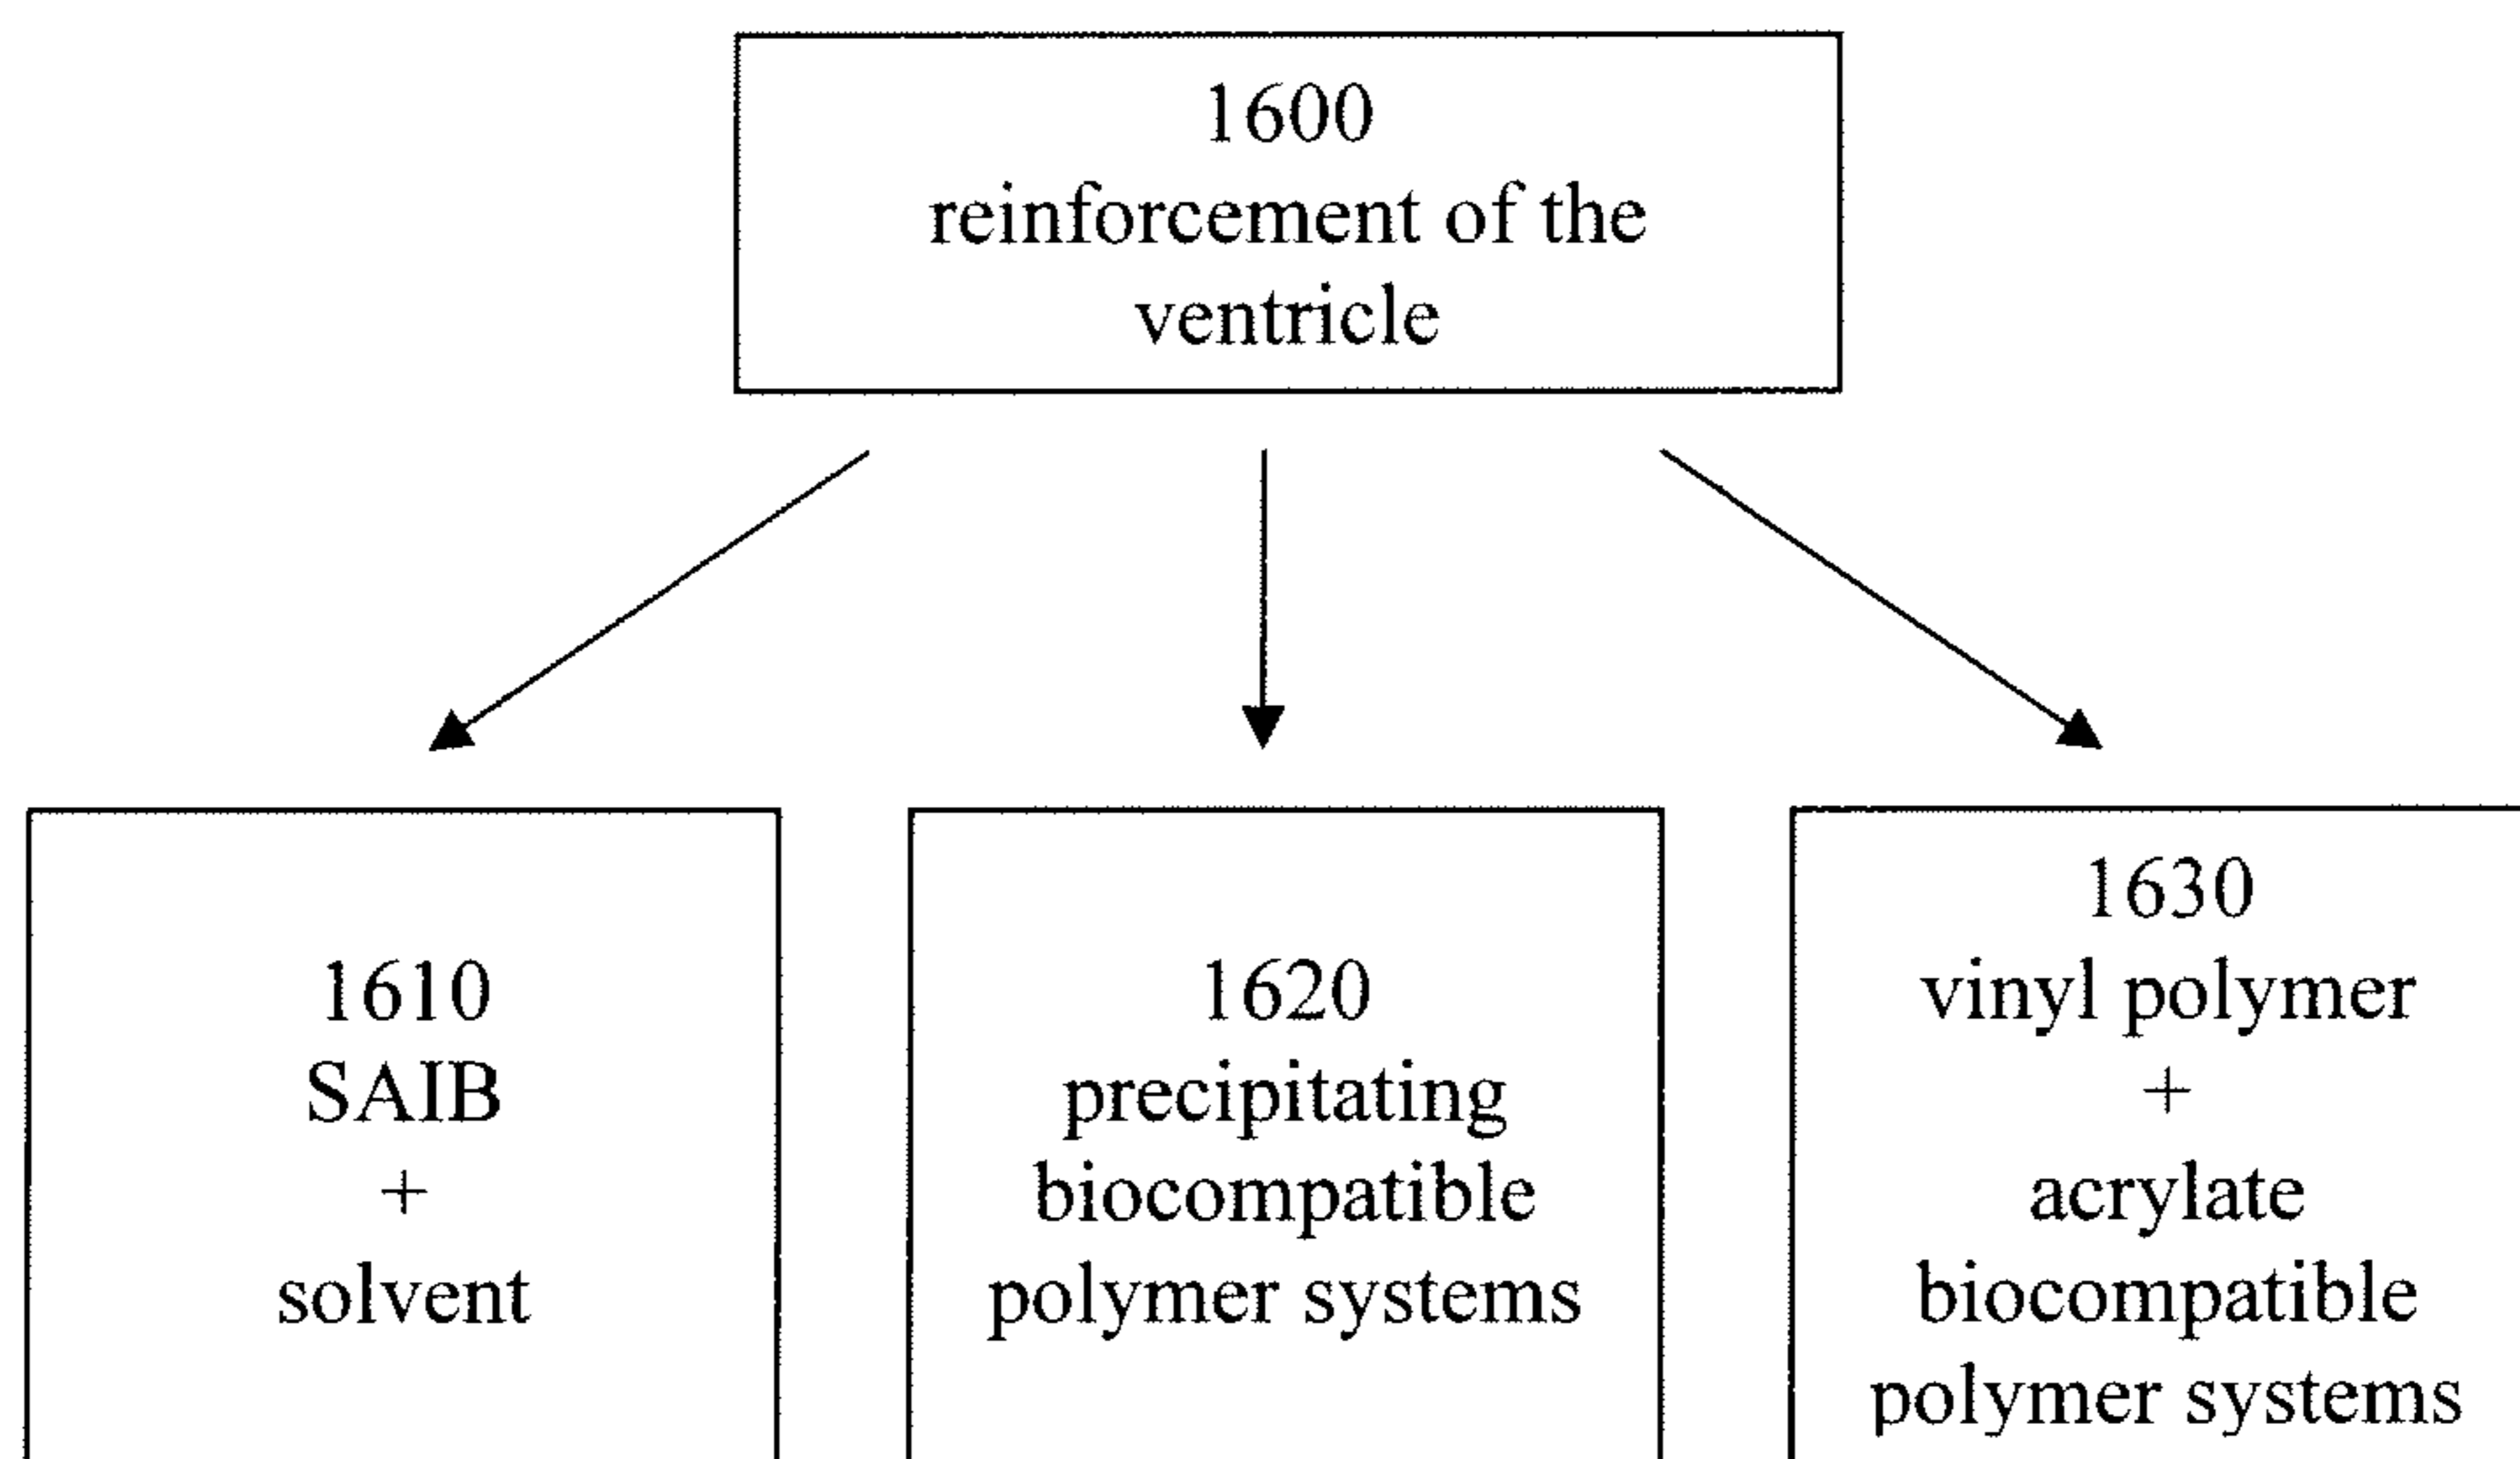 1600
reinforcement of the
ventricle
1610
SAIB
+
solvent
1620
precipitating
biocompatible
polymer systems
1630
vinyl polymer
+
acrylate
biocompatible
polymer systems